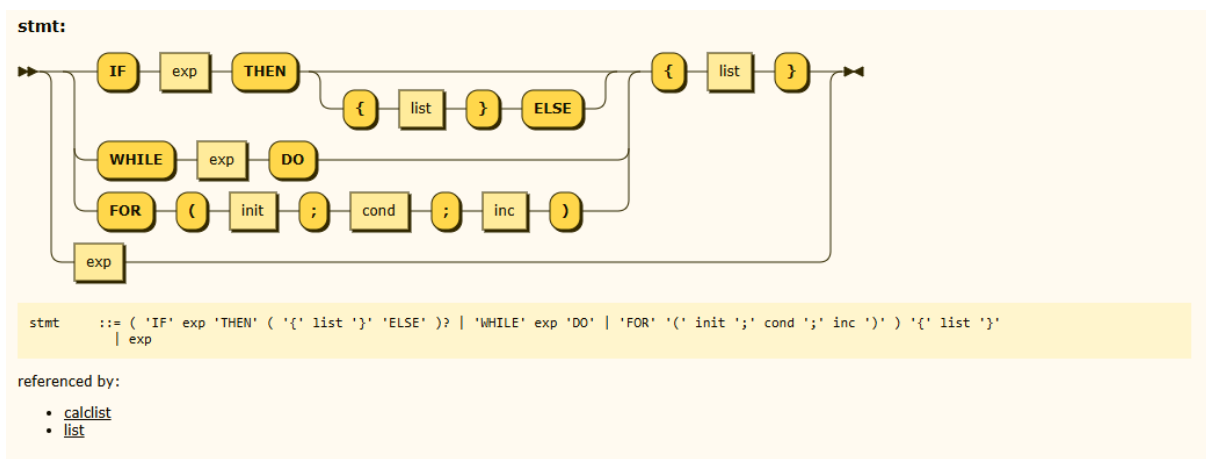 stmt:
IF exp THEN { list }
{ list } ELSE
WHILE exp DO
FOR ( init ; cond ; inc )
exp
stmt ::= ( 'IF' exp 'THEN' ( '{' list '}' 'ELSE' )? | 'WHILE' exp 'DO' | 'FOR' '(' init ';' cond ';' inc ')' ) '{' list '}'
| exp
referenced by:
• calclist
• list